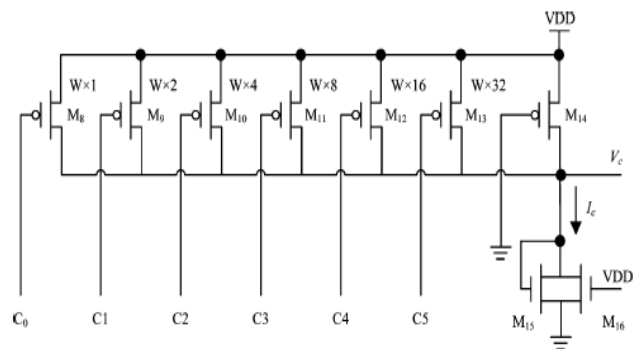 VDD
W×1 W×2 W×4 W×8 W×16 W×32
M8 M9 M10 M11 M12 M13 M14
Vc
Ic
VDD
C0 C1 C2 C3 C4 C5 M15 M16